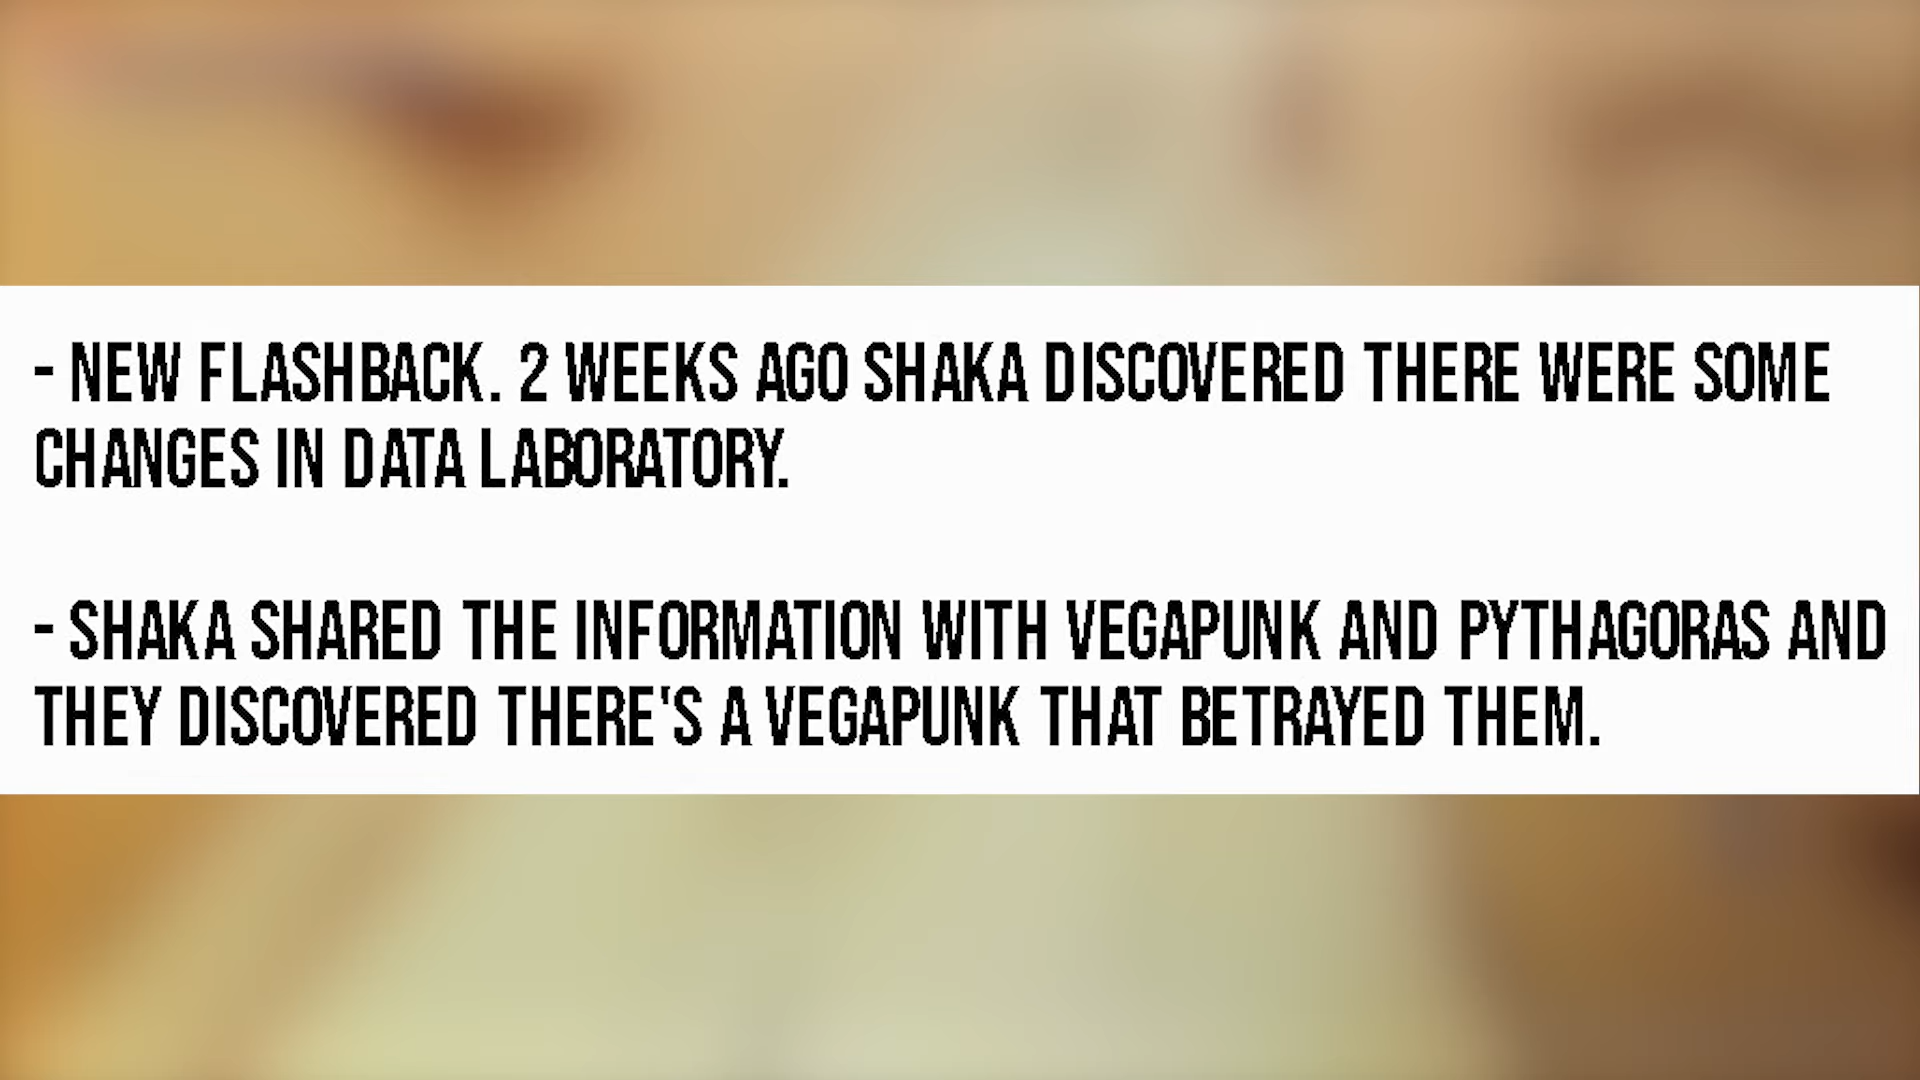 - NEW FLASHBACK. 2 WEEKS AGO SHAKA DISCOVERED THERE WERE SOME
CHANGES IN DATA LABORATORY.
- SHAKA SHARED THE INFORMATION WITH VEGAPUNK AND PYTHAGORAS AND
THEY DISCOVERED THERE'S A VEGAPUNK THAT BETRAYED THEM.